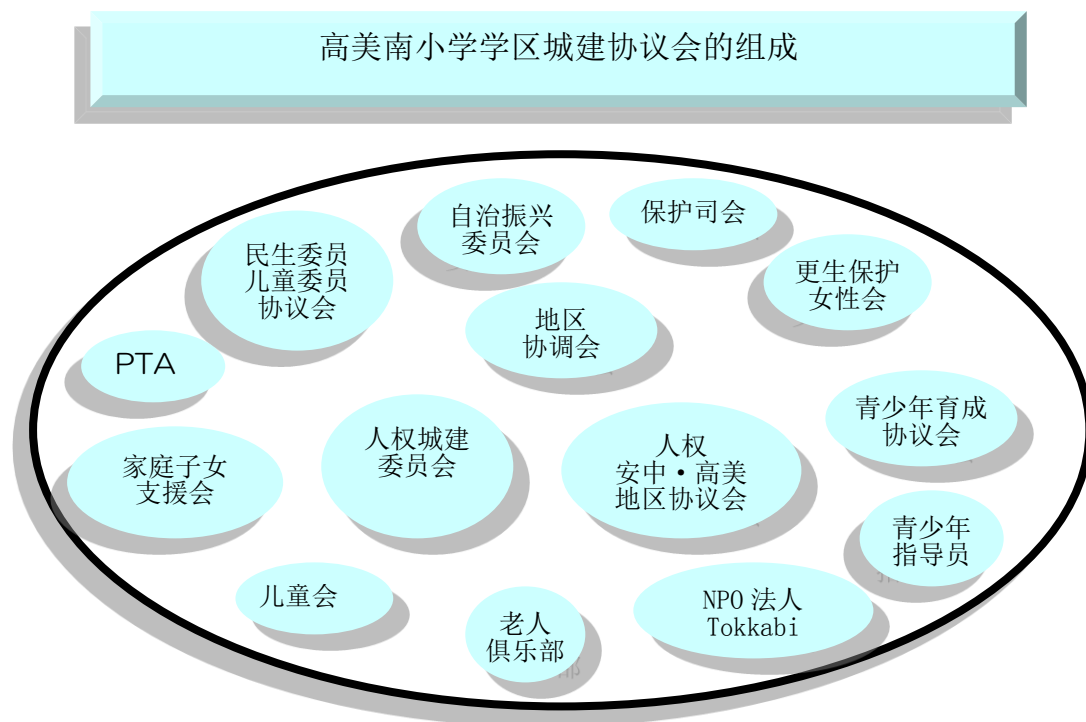 高美南小学学区城建协议会的组成
自治振兴
委员会
保护司会
民生委员
儿童委员
协议会
更生保护
女性会
地区
协调会
PTA
青少年育成
协议会
人权城建
委员会
人权
安中·高美
地区协议会
家庭子女
支援会
青少年
指导员
儿童会
老人
俱乐部
NPO 法人
Tokkabi